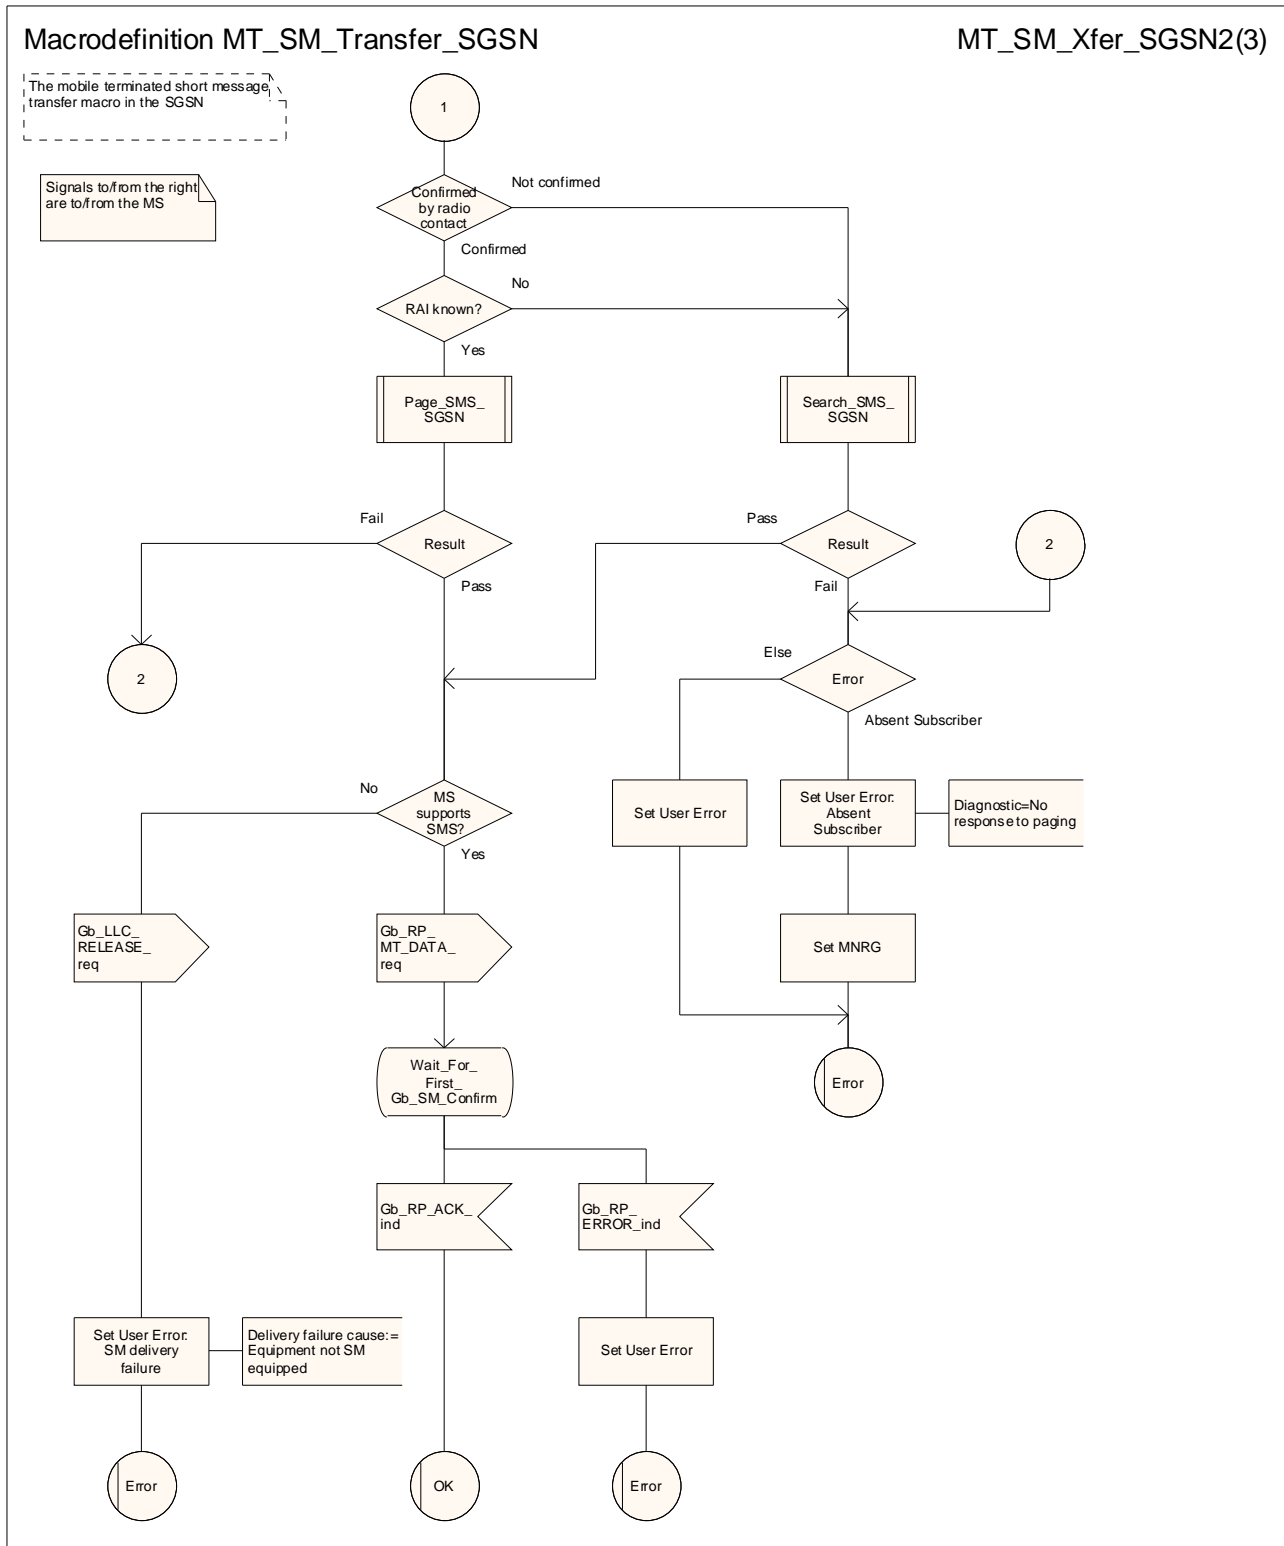 Macrodefinition MT_SM_Transfer_SGSN
MT_SM_Xfer_SGSN2(3)
The mobile terminated short message
transfer macro in the SGSN
Signals to/from the right
are to/from the MS
1
Confirmed
by radio
contact
Not confirmed
Confirmed
RAI known?
No
Yes
Page_SMS_
SGSN
Search_SMS_
SGSN
Fail
Result
Pass
Pass
Result
Fail
2
2
Else
Error
Absent Subscriber
No
MS
supports
SMS?
Yes
Set User Error
Set User Error:
Absent
Subscriber
Diagnostic=No
response to paging
Gb_LLC_
RELEASE_
req
Gb_RP_
MT_DATA_
req
Set MNRG
Wait_For_
First_
Gb_SM_Confirm
Error
Gb_RP_ACK_
ind
Gb_RP_
ERROR_ind
Set User Error:
SM delivery
failure
Delivery failure cause:=
Equipment not SM
equipped
Set User Error
Error
OK
Error